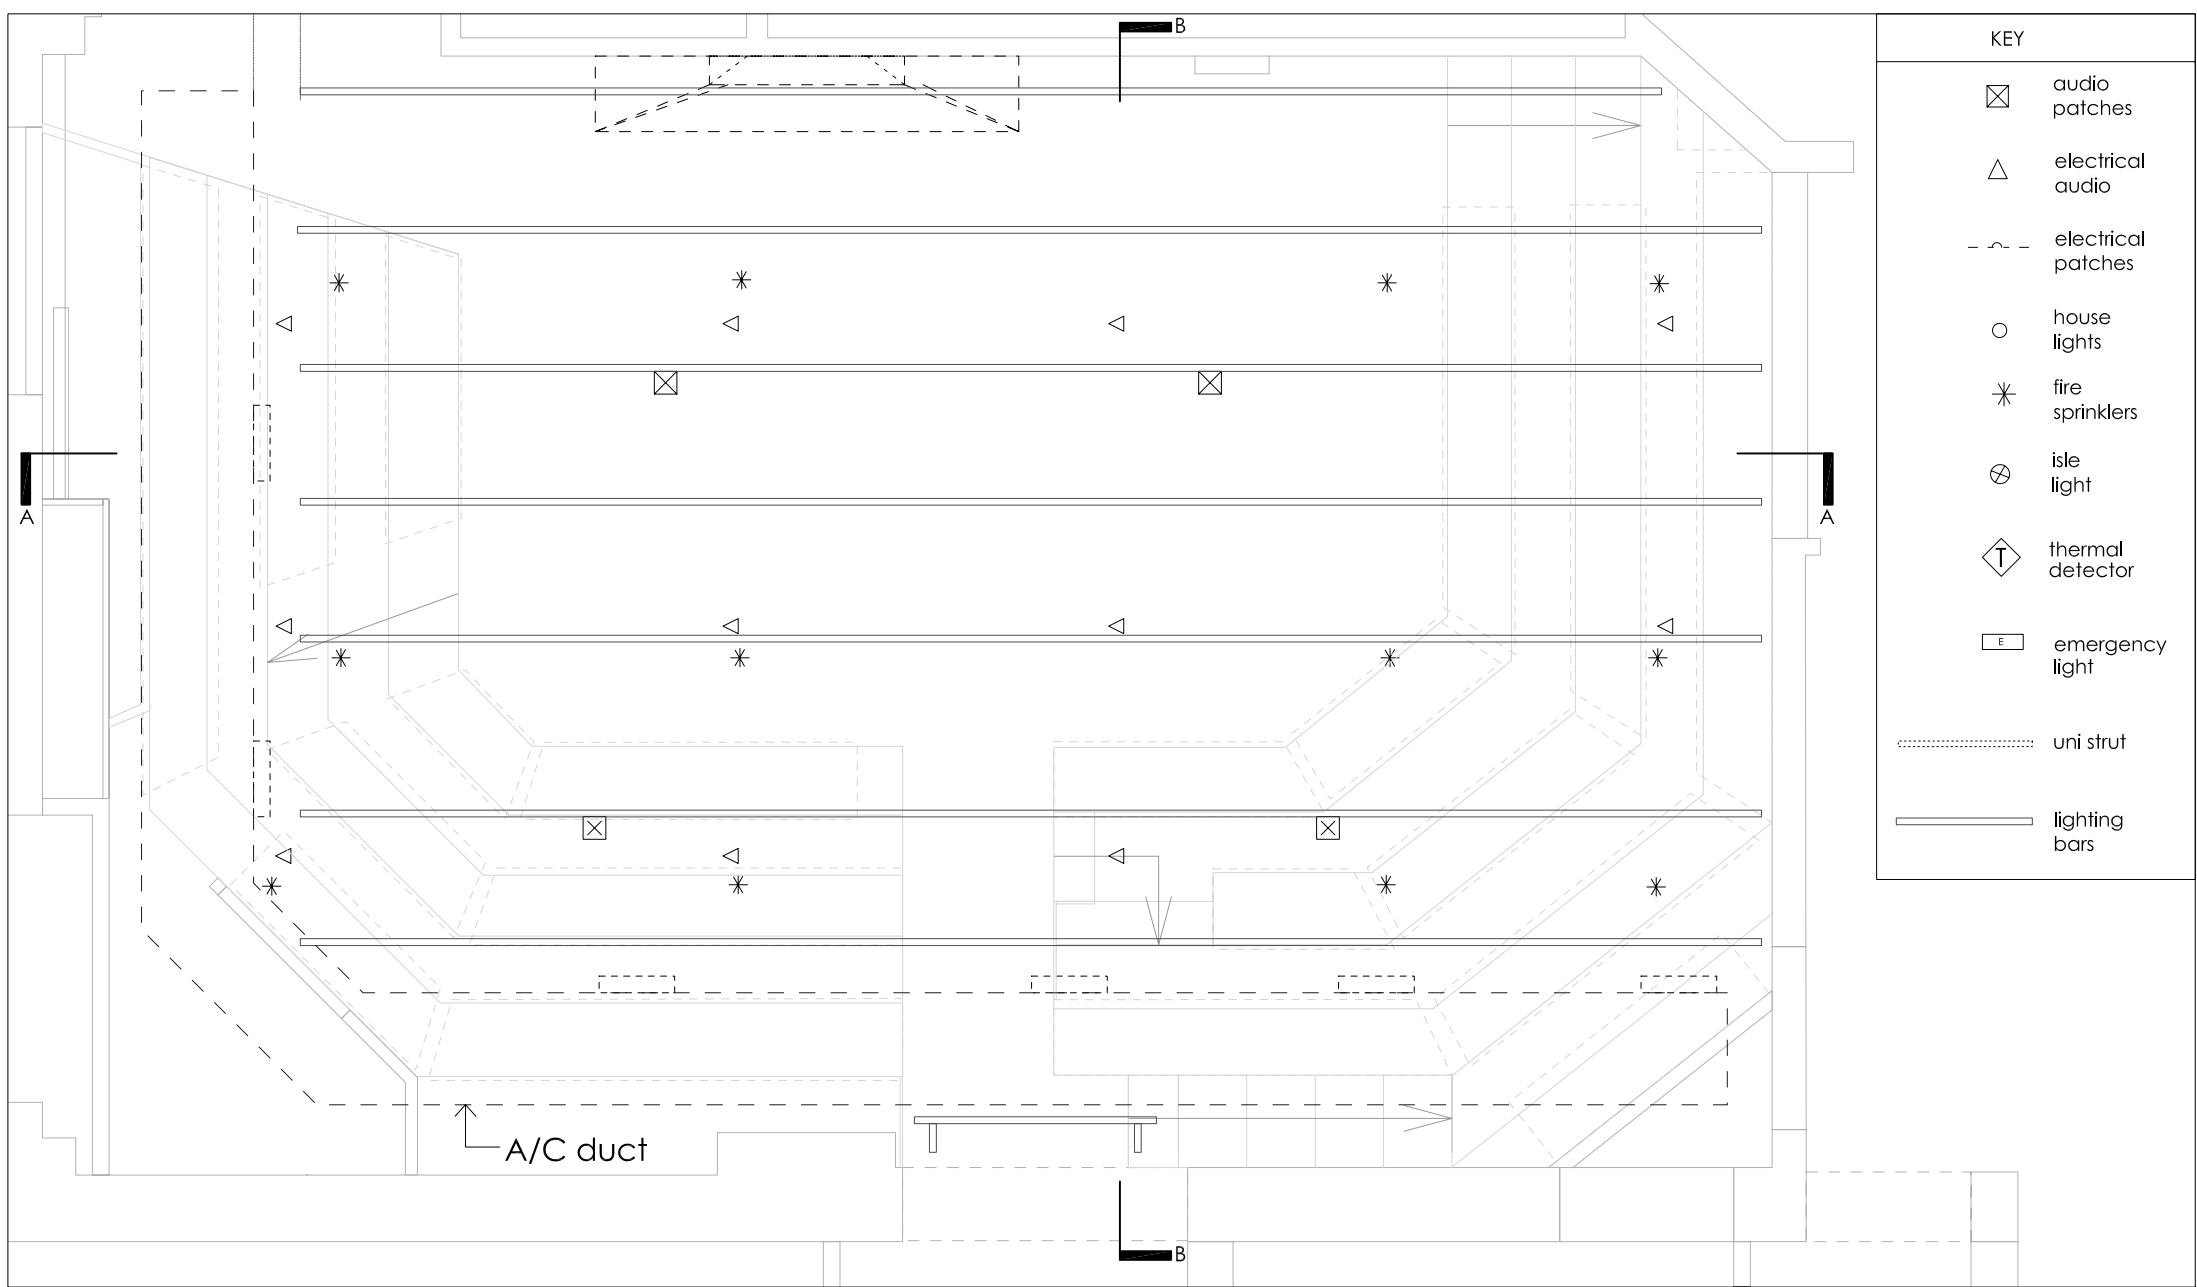 B
KEY
audio
patches
electrical
audio
electrical
patches
house
lights
fire
sprinklers
isle
light
A
A
T
thermal
detector
E
emergency
light
uni strut
lighting
bars
A/C duct
B